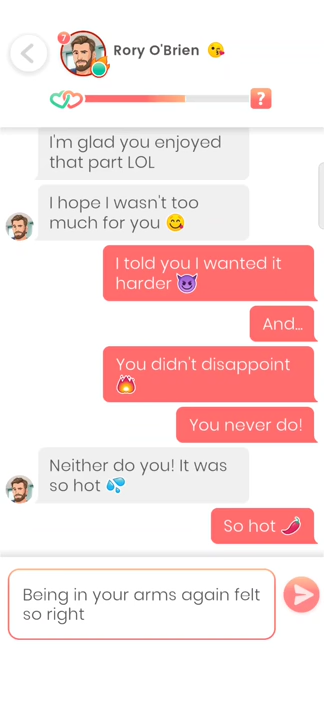 7
Rory O'Brien 😘
?
I'm glad you enjoyed
that part LOL
I hope I wasn't too
much for you 😋
I told you I wanted it
harder 😈
And...
You didn't disappoint
🔥
You never do!
Neither do you! It was
so hot 💦
So hot 🌶️
Being in your arms again felt
so right